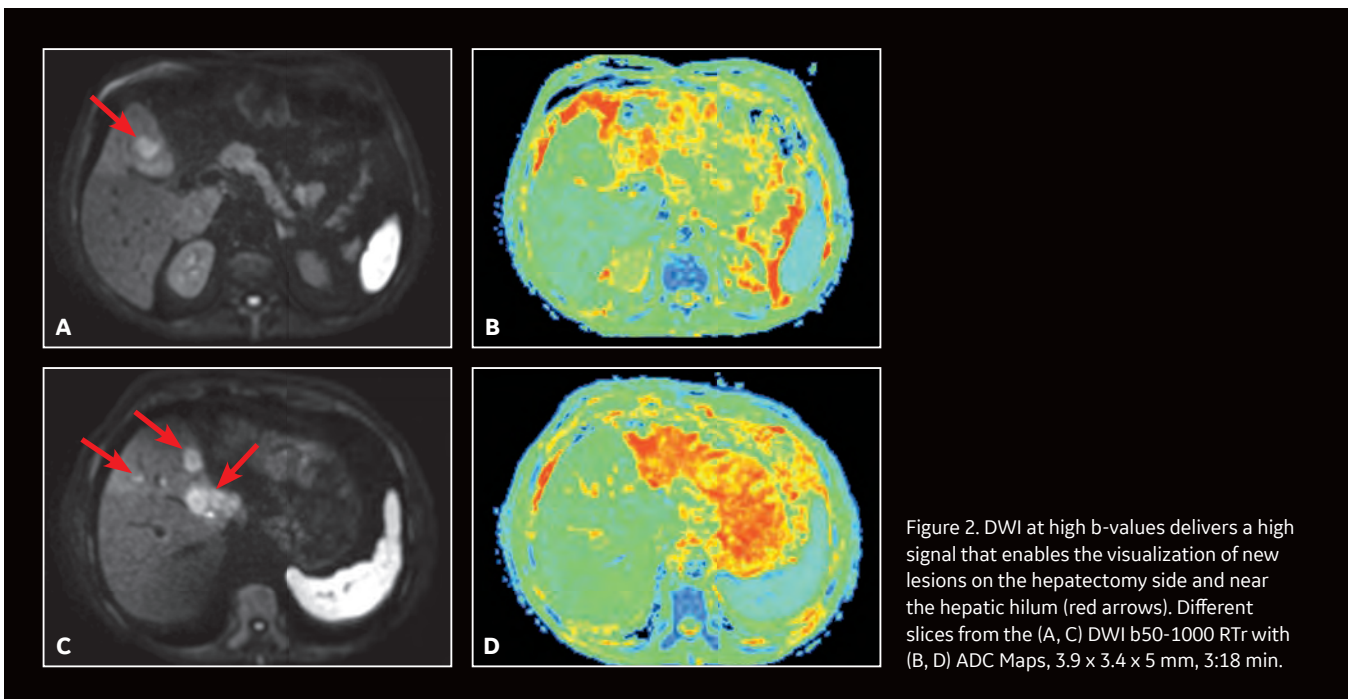 A
B
C
D
Figure 2. DWI at high b-values delivers a high
signal that enables the visualization of new
lesions on the hepatectomy side and near
the hepatic hilum (red arrows). Different
slices from the (A, C) DWI b50-1000 RTr with
(B, D) ADC Maps, 3.9 x 3.4 x 5 mm, 3:18 min.